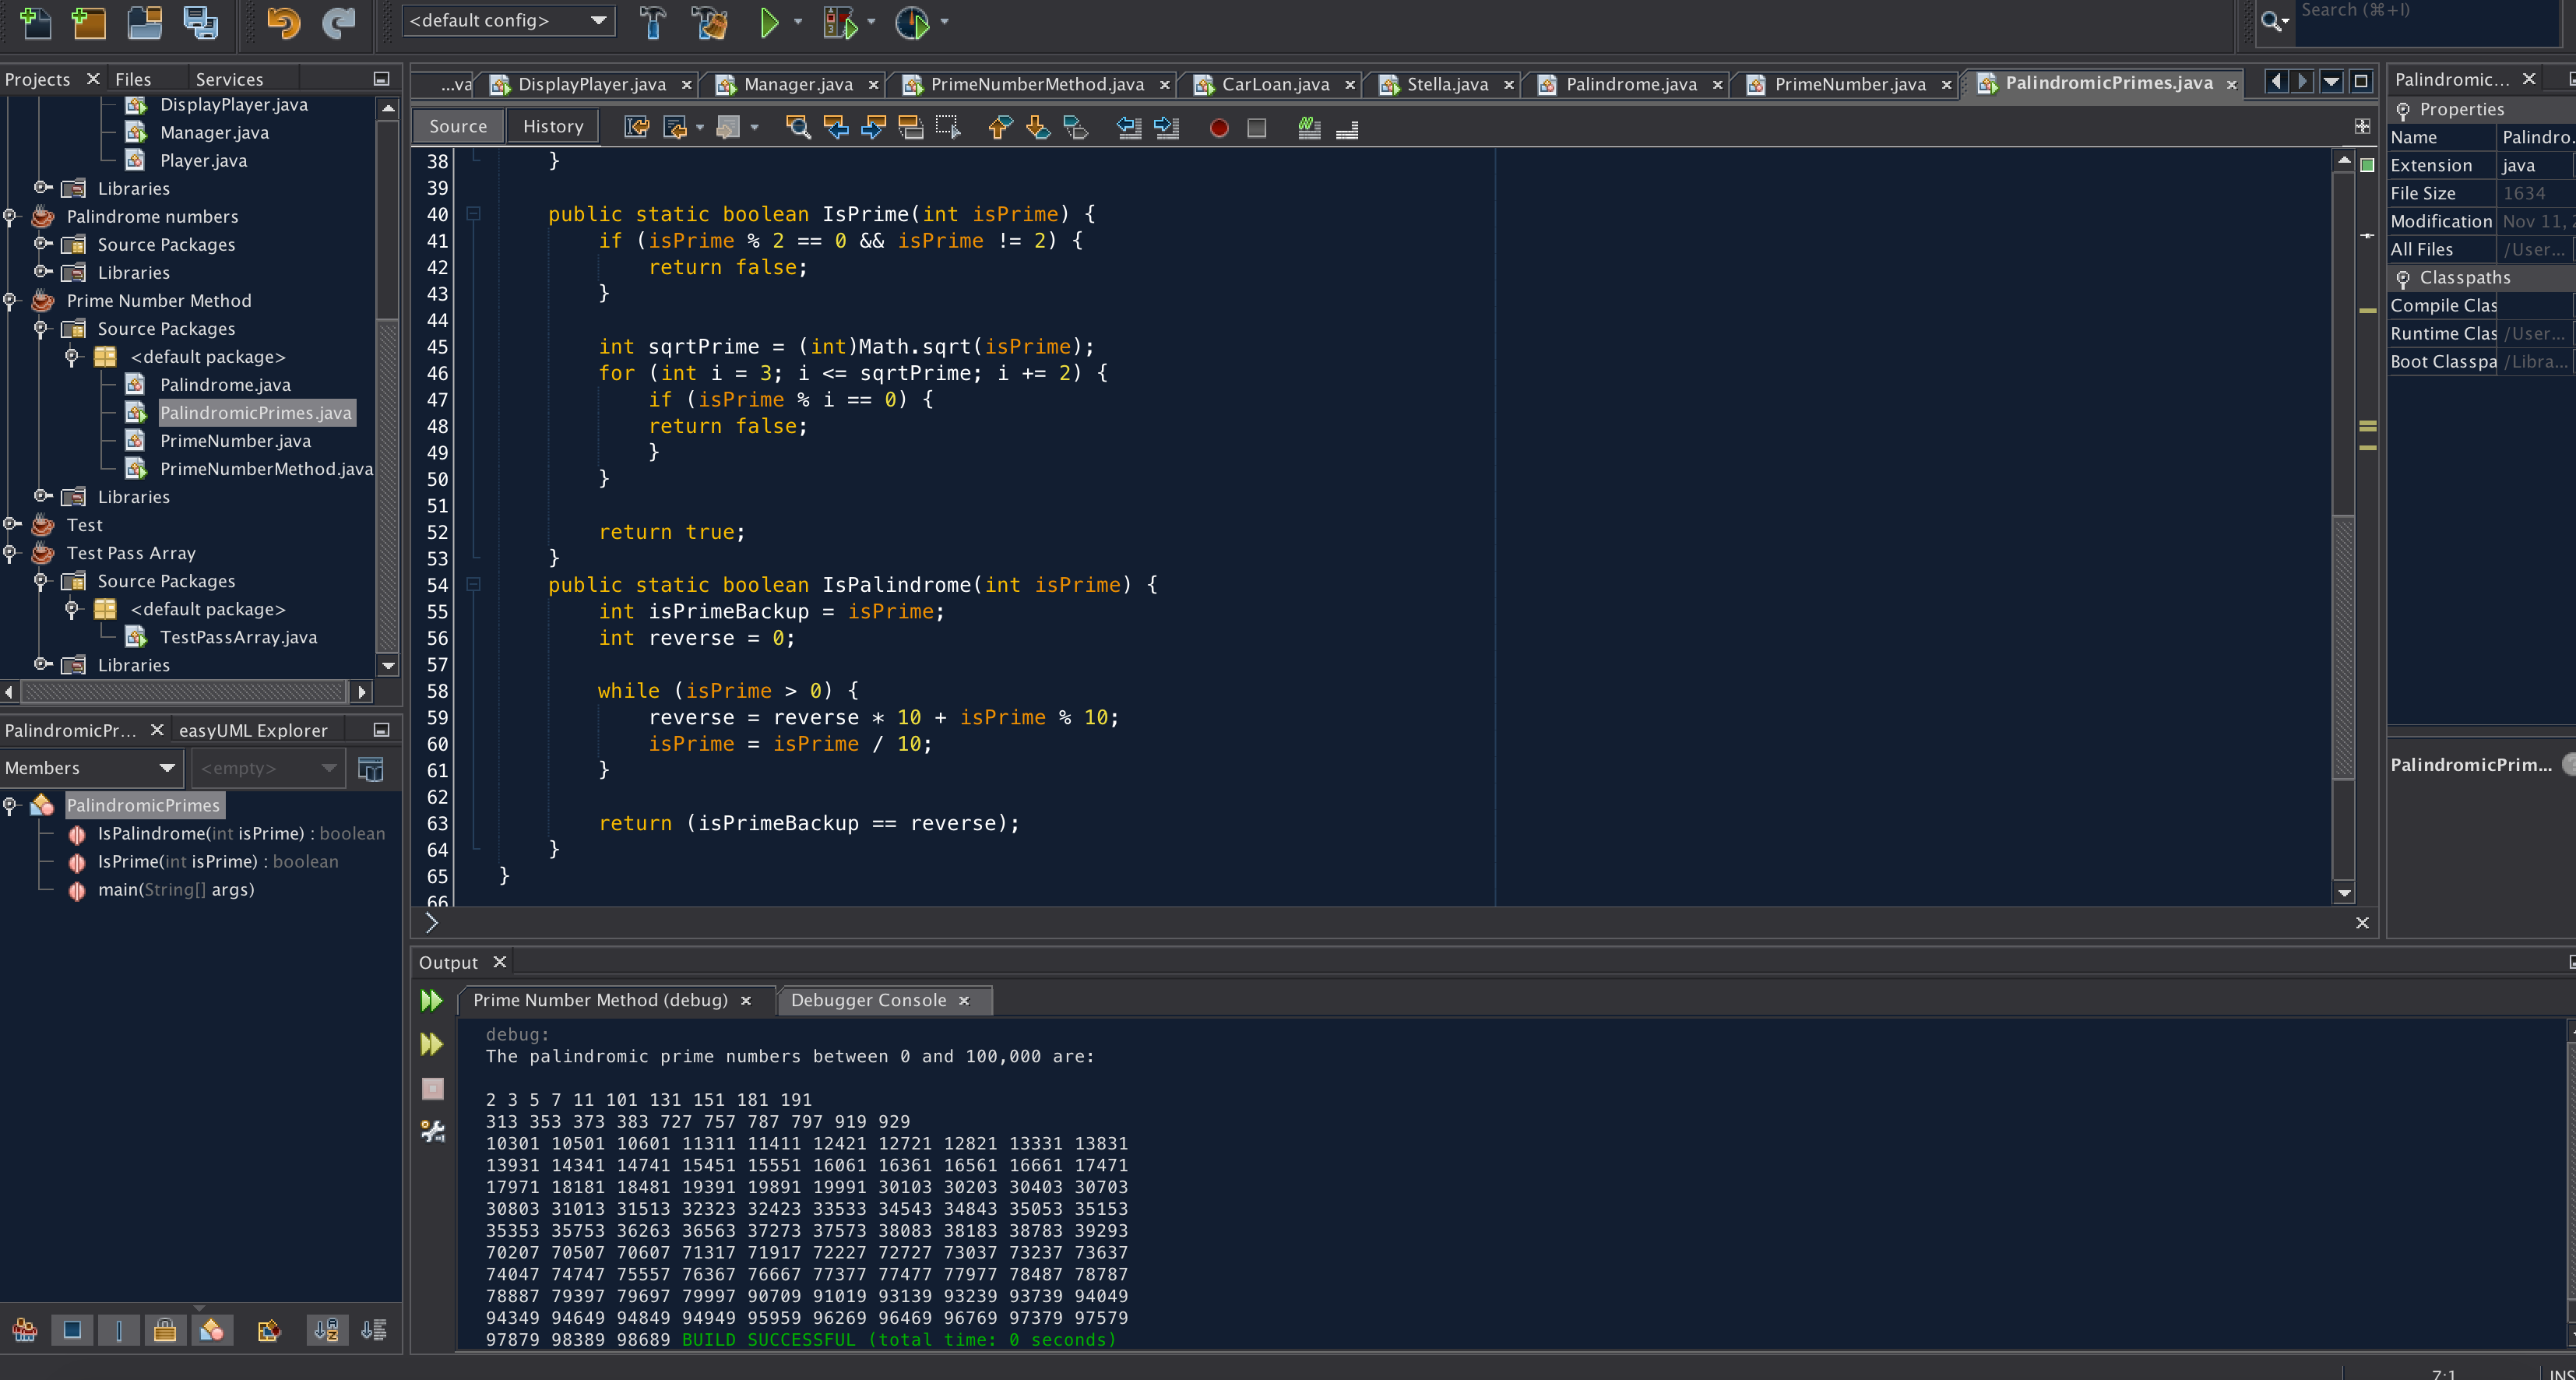 <default config>
Search (⌘+I)
Projects
Files
Services
DisplayPlayer.java
Manager.java
Player.java
Libraries
Palindrome numbers
Source Packages
Libraries
Prime Number Method
Source Packages
<default package>
Palindrome.java
PalindromicPrimes.java
PrimeNumber.java
PrimeNumberMethod.java
Libraries
Test
Test Pass Array
Source Packages
<default package>
TestPassArray.java
Libraries
PalindromicPr...
easyUML Explorer
Members
<empty>
PalindromicPrimes
IsPalindrome(int isPrime) : boolean
IsPrime(int isPrime) : boolean
main(String[] args)
...va
DisplayPlayer.java
Manager.java
PrimeNumberMethod.java
CarLoan.java
Stella.java
Palindrome.java
PrimeNumber.java
PalindromicPrimes.java
Source
History
38 }
39
40 public static boolean IsPrime(int isPrime) {
41 if (isPrime % 2 == 0 && isPrime != 2) {
42 return false;
43 }
44
45 int sqrtPrime = (int)Math.sqrt(isPrime);
46 for (int i = 3; i <= sqrtPrime; i += 2) {
47 if (isPrime % i == 0) {
48 return false;
49 }
50 }
51
52 return true;
53 }
54 public static boolean IsPalindrome(int isPrime) {
55 int isPrimeBackup = isPrime;
56 int reverse = 0;
57
58 while (isPrime > 0) {
59 reverse = reverse * 10 + isPrime % 10;
60 isPrime = isPrime / 10;
61 }
62
63 return (isPrimeBackup == reverse);
64 }
65 }
66
Output
Prime Number Method (debug)
Debugger Console
debug:
The palindromic prime numbers between 0 and 100,000 are:
2 3 5 7 11 101 131 151 181 191
313 353 373 383 727 757 787 797 919 929
10301 10501 10601 11311 11411 12421 12721 12821 13331 13831
13931 14341 14741 15451 15551 16061 16361 16561 16661 17471
17971 18181 18481 19391 19891 19991 30103 30203 30403 30703
30803 31013 31513 32323 32423 33533 34543 34843 35053 35153
35353 35753 36263 36563 37273 37573 38083 38183 38783 39293
70207 70507 70607 71317 71917 72227 72727 73037 73237 73637
74047 74747 75557 76367 76667 77377 77477 77977 78487 78787
78887 79397 79697 79997 90709 91019 93139 93239 93739 94049
94349 94649 94849 94949 95959 96269 96469 96769 97379 97579
97879 98389 98689 BUILD SUCCESSFUL (total time: 0 seconds)
Palindromic...
Properties
Name Palindro.
Extension java
File Size 1634
Modification Nov 11,
All Files /User...
Classpaths
Compile Clas
Runtime Clas /User...
Boot Classpa /Libra...
PalindromicPrim...
7:1
INS